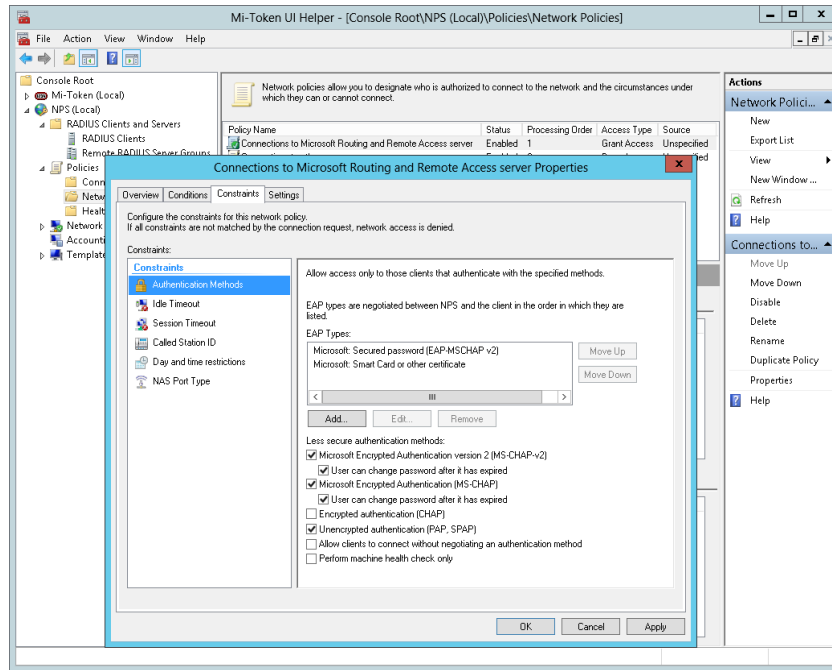 Mi-Token UI Helper - [Console Root\NPS (Local)\Policies\Network Policies]
File Action View Window Help
Console Root
Mi-Token (Local)
NPS (Local)
RADIUS Clients and Servers
RADIUS Clients
Remote RADIUS Server Groups
Policies
Conn
Netw
Healt
Network
Accounti
Template
Network policies allow you to designate who is authorized to connect to the network and the circumstances under
which they can or cannot connect.
Policy Name Status Processing Order Access Type Source
Connections to Microsoft Routing and Remote Access server Enabled 1 Grant Access Unspecified
Connections to Microsoft Routing and Remote Access server Properties
Overview Conditions Constraints Settings
Configure the constraints for this network policy.
If all constraints are not matched by the connection request, network access is denied.
Constraints:
Constraints
Authentication Methods
Idle Timeout
Session Timeout
Called Station ID
Day and time restrictions
NAS Port Type
Allow access only to those clients that authenticate with the specified methods.
EAP types are negotiated between NPS and the client in the order in which they are
listed.
EAP Types:
Microsoft: Secured password (EAP-MSCHAP v2)
Microsoft: Smart Card or other certificate
Move Up
Move Down
Add... Edit... Remove
Less secure authentication methods:
Microsoft Encrypted Authentication version 2 (MS-CHAP-v2)
User can change password after it has expired
Microsoft Encrypted Authentication (MS-CHAP)
User can change password after it has expired
Encrypted authentication (CHAP)
Unencrypted authentication (PAP, SPAP)
Allow clients to connect without negotiating an authentication method
Perform machine health check only
OK Cancel Apply
Actions
Network Polici...
New
Export List
View
New Window ...
Refresh
Help
Connections to...
Move Up
Move Down
Disable
Delete
Rename
Duplicate Policy
Properties
Help